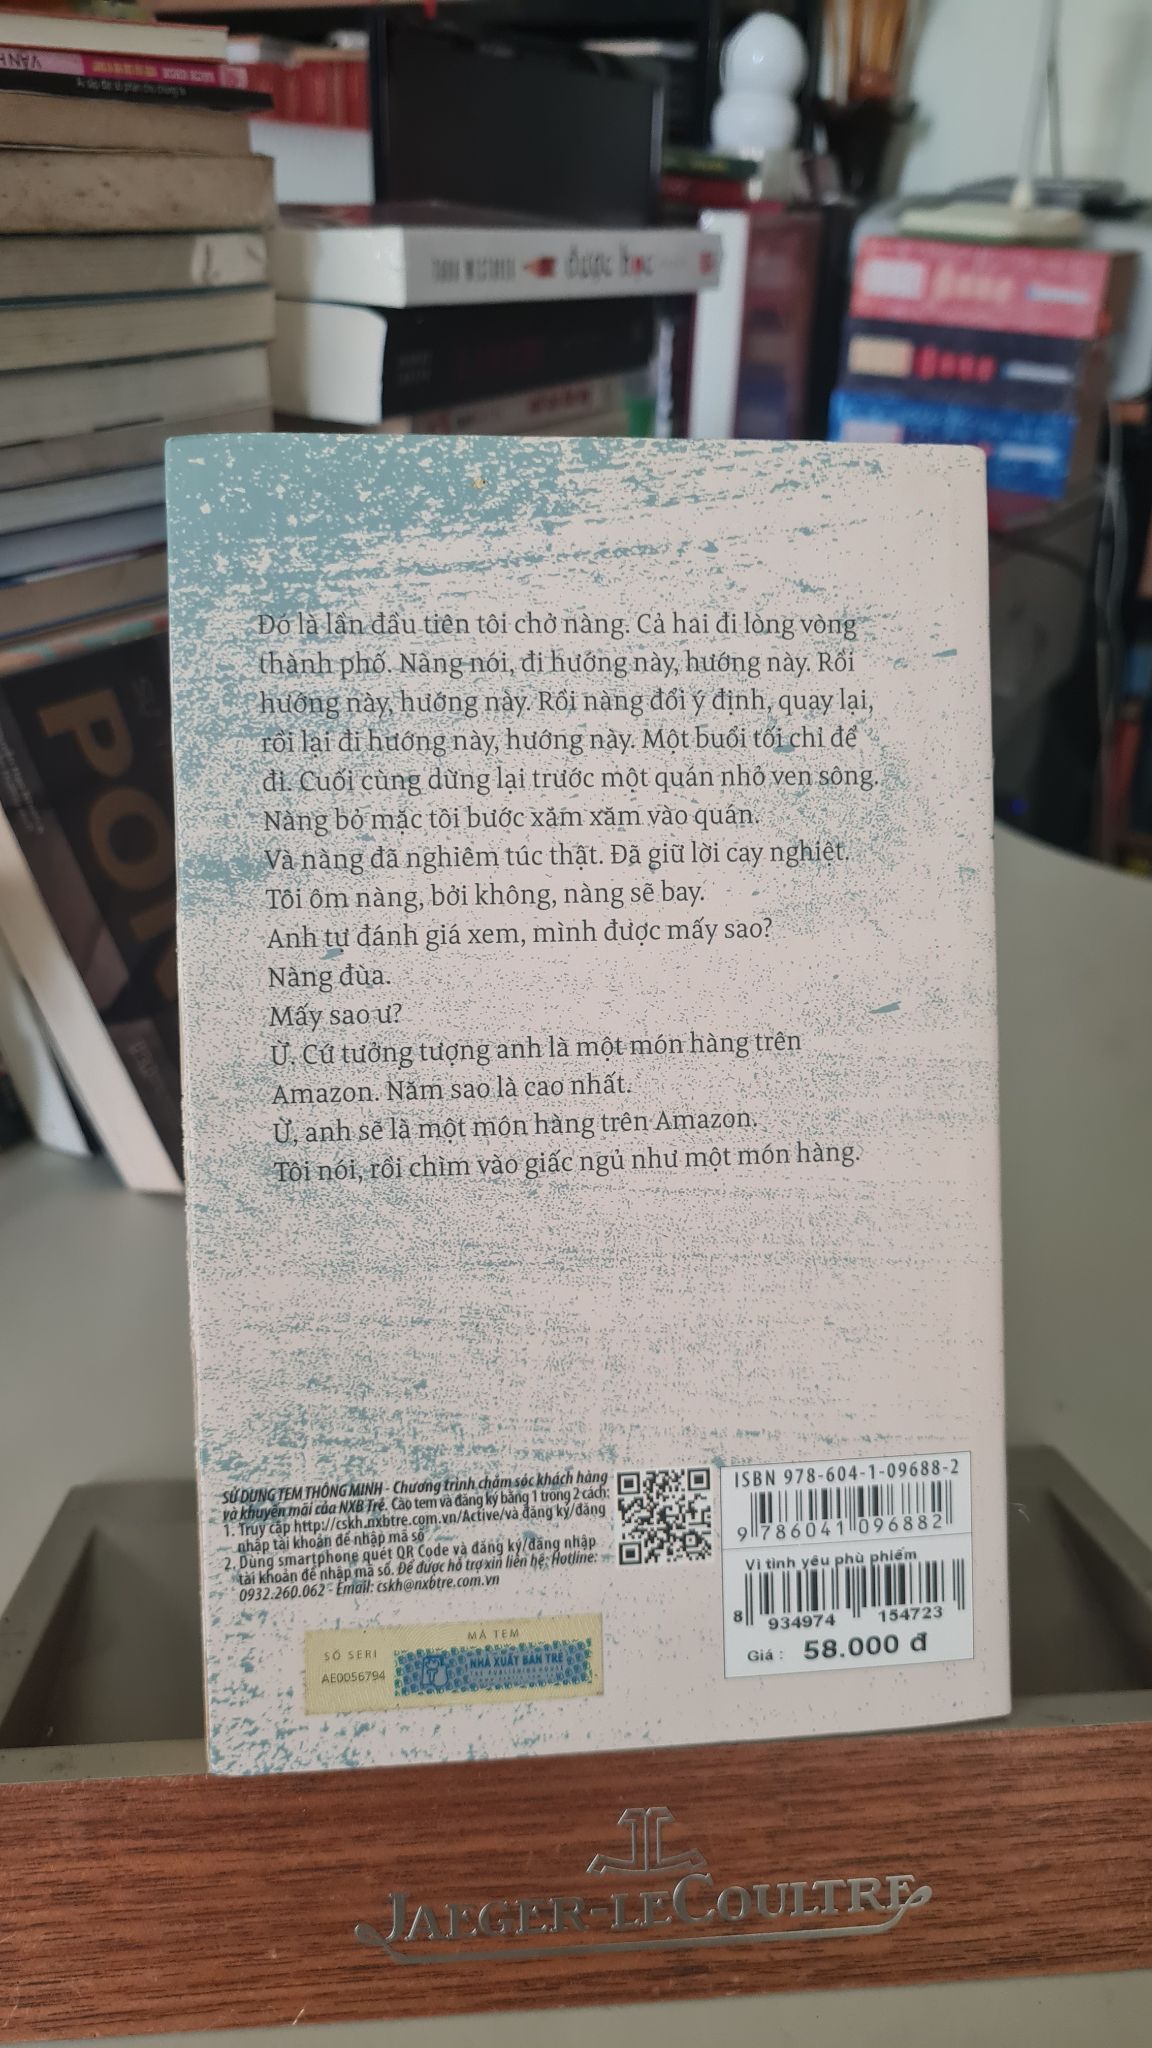 được học
Đó là lần đầu tiên tôi chở nàng. Cả hai đi lòng vòng
thành phố. Nàng nói, đi hướng này, hướng này. Rồi
hướng này, hướng này. Rồi nàng đổi ý định, quay lại,
rồi lại đi hướng này, hướng này. Một buổi tối chỉ để
đi. Cuối cùng dừng lại trước một quán nhỏ ven sông.
Nàng bỏ mặc tôi bước xăm xăm vào quán.
Và nàng đã nghiêm túc thật. Đã giữ lời cay nghiệt.
Tôi ôm nàng, bởi không, nàng sẽ bay.
Anh tự đánh giá xem, mình được mấy sao?
Nàng đùa.
Mấy sao ư?
Ừ. Cứ tưởng tượng anh là một món hàng trên
Amazon. Năm sao là cao nhất.
Ừ, anh sẽ là một món hàng trên Amazon.
Tôi nói, rồi chìm vào giấc ngủ như một món hàng.
SỬ DỤNG TEM THÔNG MINH - Chương trình chăm sóc khách hàng
và khuyến mãi của NXB Trẻ. Cào tem và đăng ký bằng 1 trong 2 cách:
1. Truy cập http://cskh.nxbtre.com.vn/Active/và đăng ký/đăng
nhập tài khoản để nhập mã số
2. Dùng smartphone quét QR Code và đăng ký/đăng nhập
tài khoản để nhập mã số. Để được hỗ trợ xin liên hệ: Hotline:
0932.260.062 - Email: cskh@nxbtre.com.vn
ISBN 978-604-1-09688-2
9 786041 096882
Vì tình yêu phù phiếm
8 934974 154723
Giá : 58.000 đ
SỐ SERI
AE0056794
MÃ TEM
NHÀ XUẤT BẢN TRẺ
JAEGER-LECOULTRE